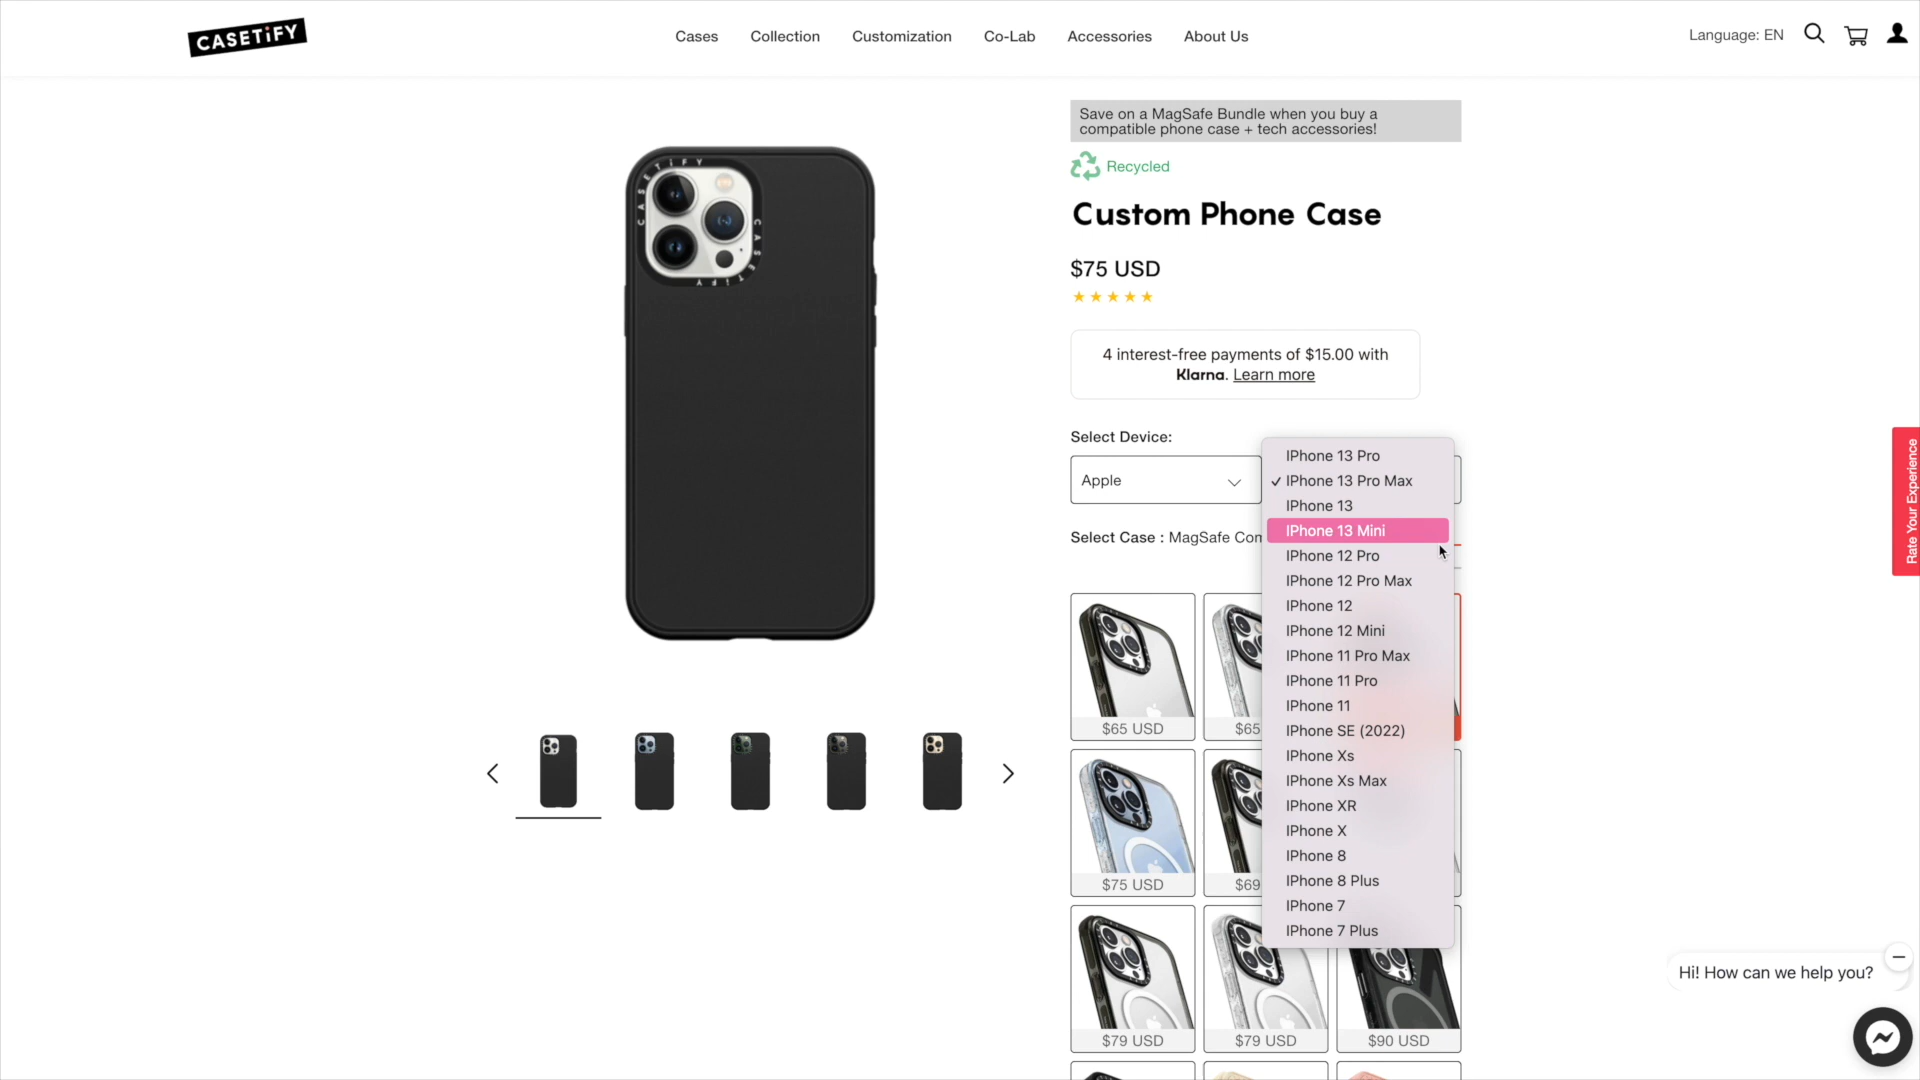 CASETiFY
Cases
Collection
Customization
Co-Lab
Accessories
About Us
Language: EN
Save on a MagSafe Bundle when you buy a
compatible phone case + tech accessories!
Recycled
Custom Phone Case
$75 USD
4 interest-free payments of $15.00 with
Klarna. Learn more
Select Device:
Apple
Select Case : MagSafe Com
IPhone 13 Pro
✓ IPhone 13 Pro Max
IPhone 13
IPhone 13 Mini
IPhone 12 Pro
IPhone 12 Pro Max
IPhone 12
IPhone 12 Mini
IPhone 11 Pro Max
IPhone 11 Pro
IPhone 11
IPhone SE (2022)
IPhone Xs
IPhone Xs Max
IPhone XR
IPhone X
IPhone 8
IPhone 8 Plus
IPhone 7
IPhone 7 Plus
$65 USD
$65
$75 USD
$69
$79 USD
$79 USD
$90 USD
CASETiFY
CASETiFY
Rate Your Experience
Hi! How can we help you?